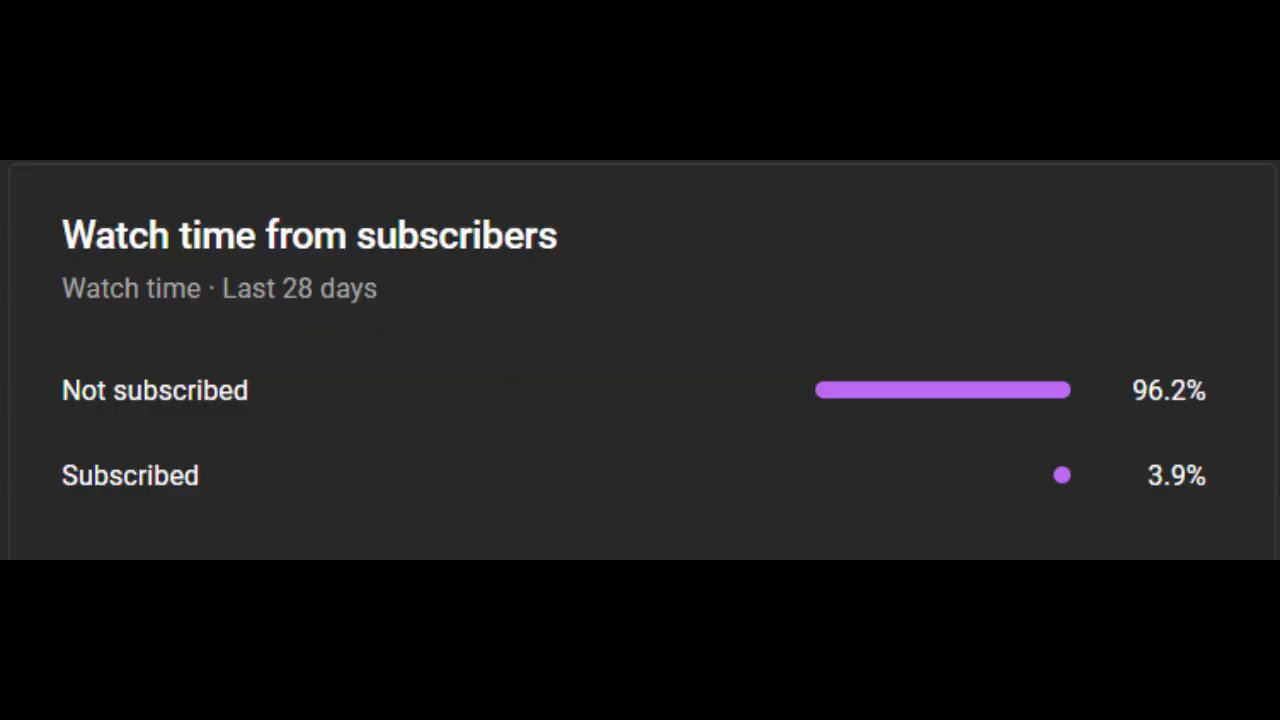 Watch time from subscribers
Watch time · Last 28 days
Not subscribed 96.2%
Subscribed 3.9%